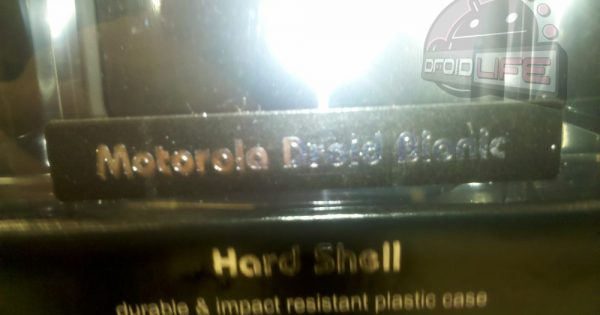 DROID LIFE
Motorola Droid Bionic
Hard Shell
durable & impact resistant plastic case